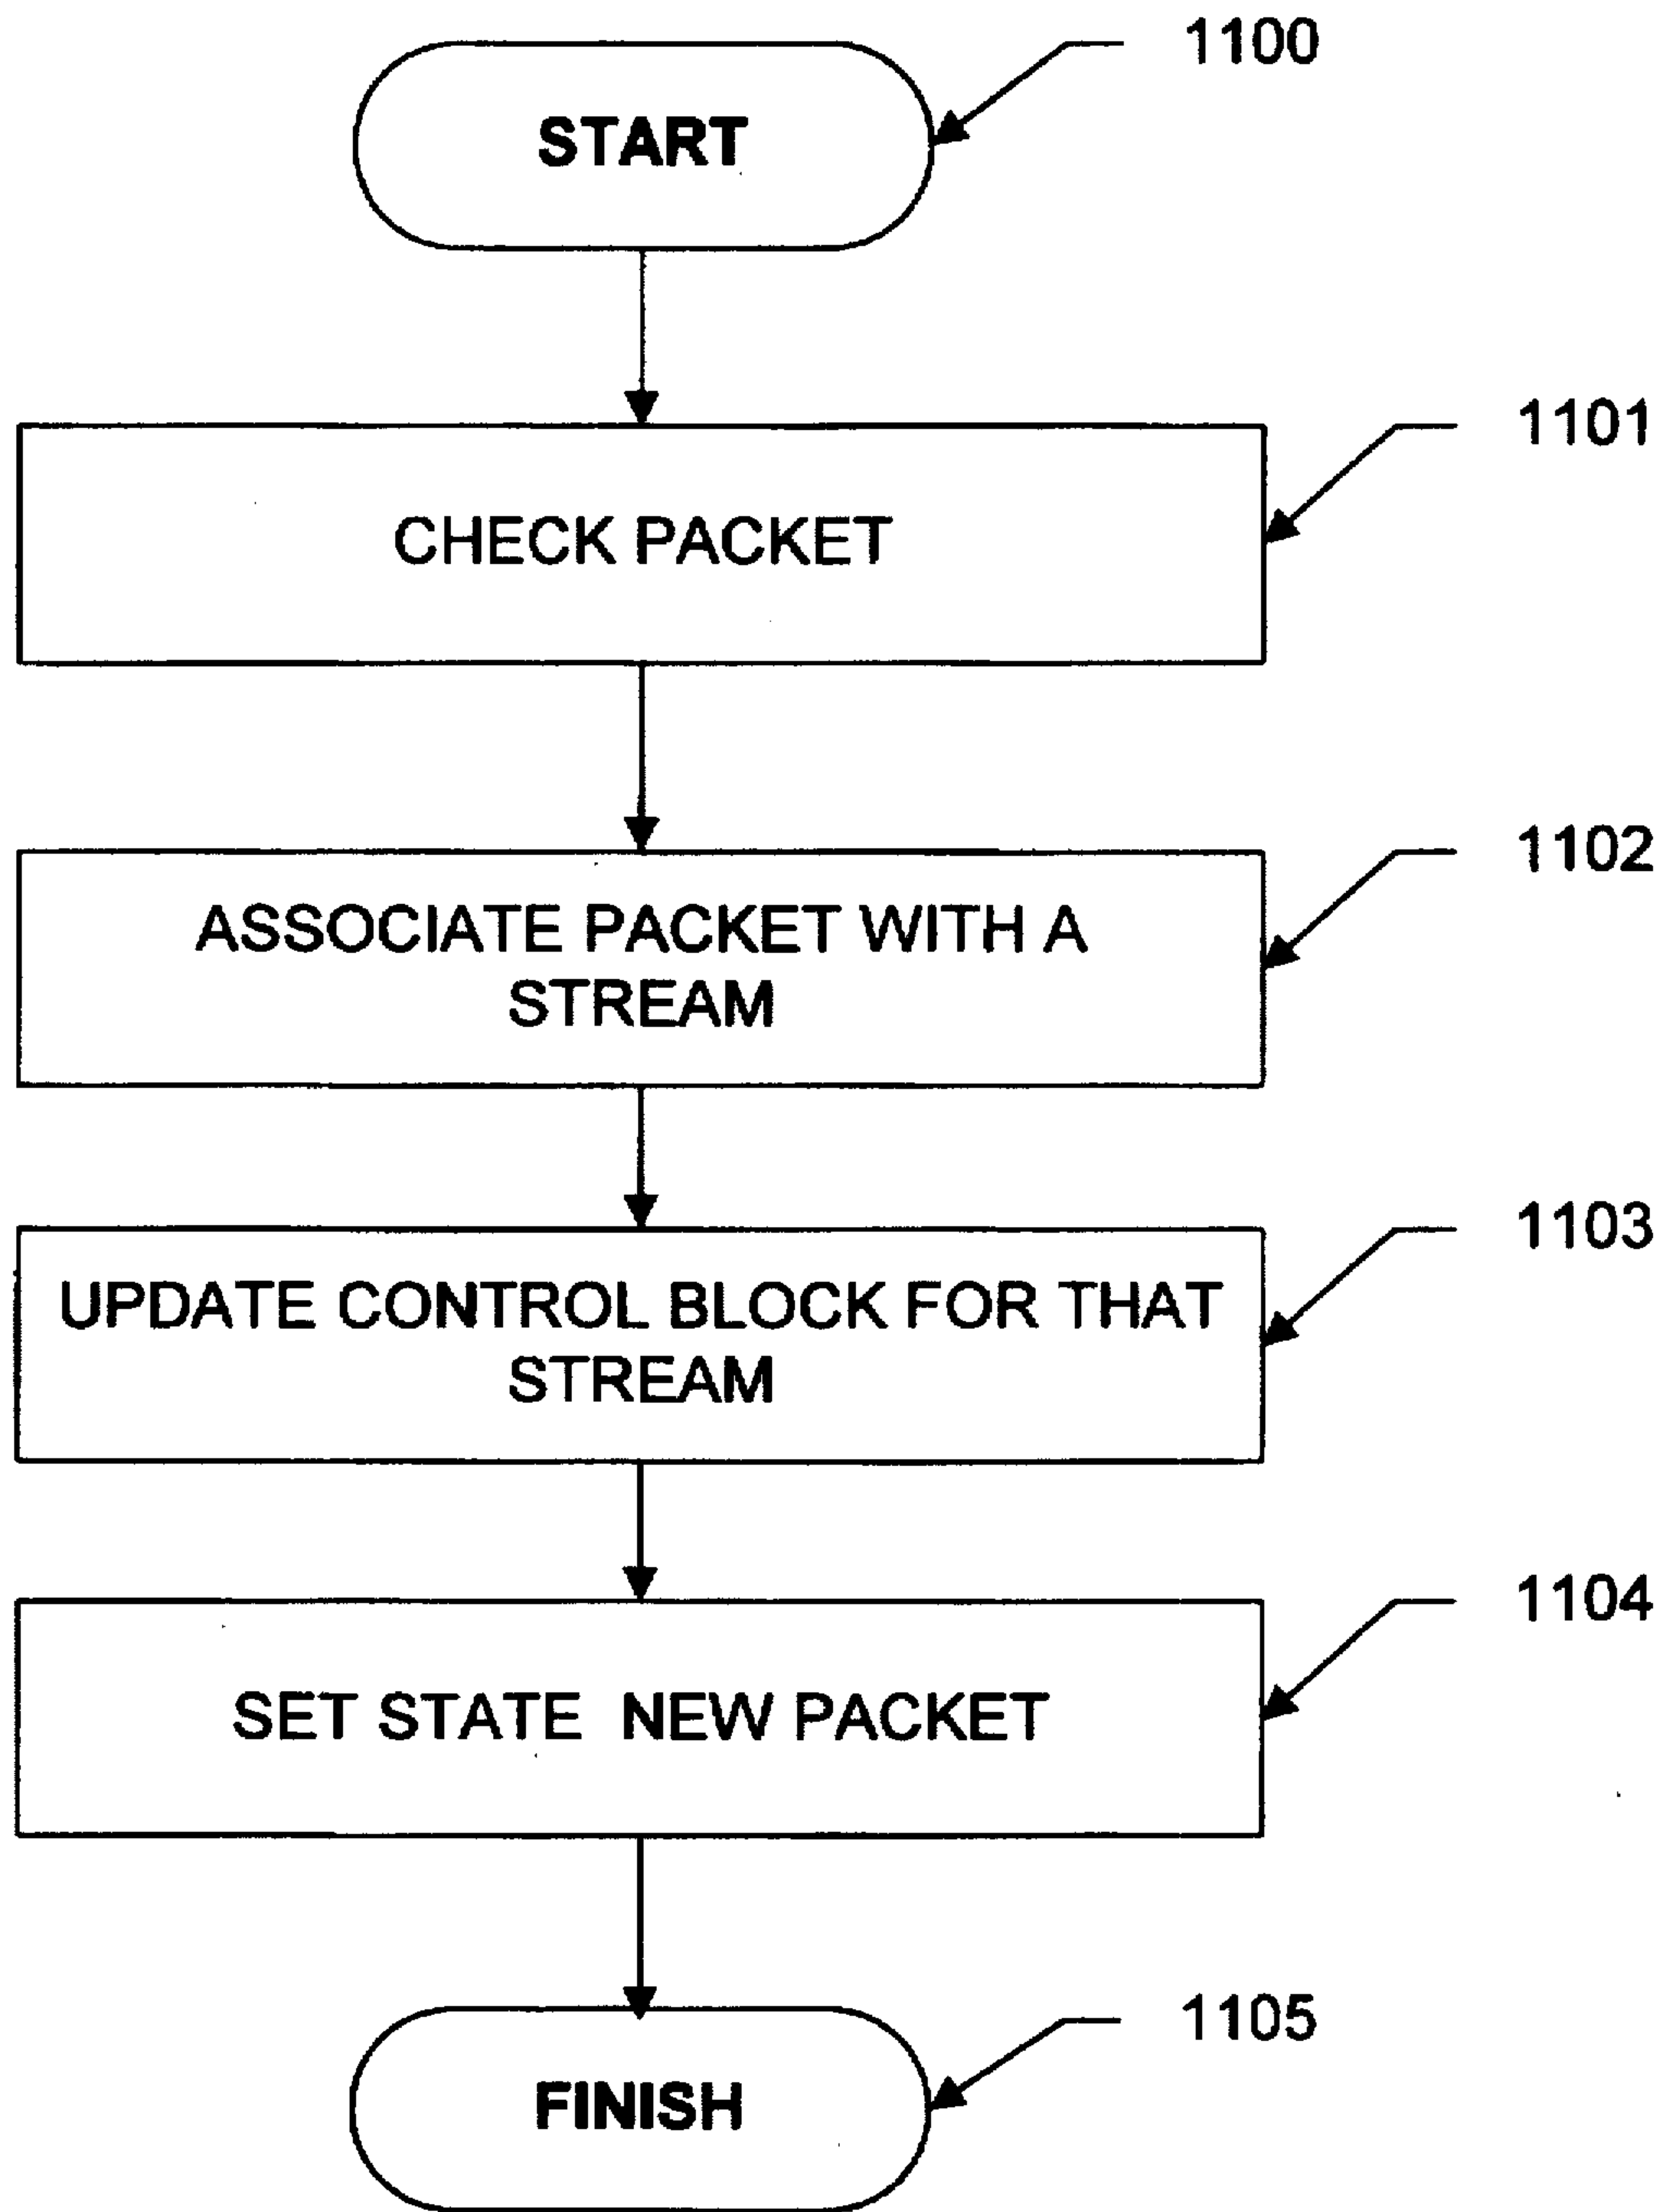 1100
START
1101
CHECK PACKET
1102
ASSOCIATE PACKET WITH A
STREAM
1103
UPDATE CONTROL BLOCK FOR THAT
STREAM
1104
SET STATE NEW PACKET
1105
FINISH